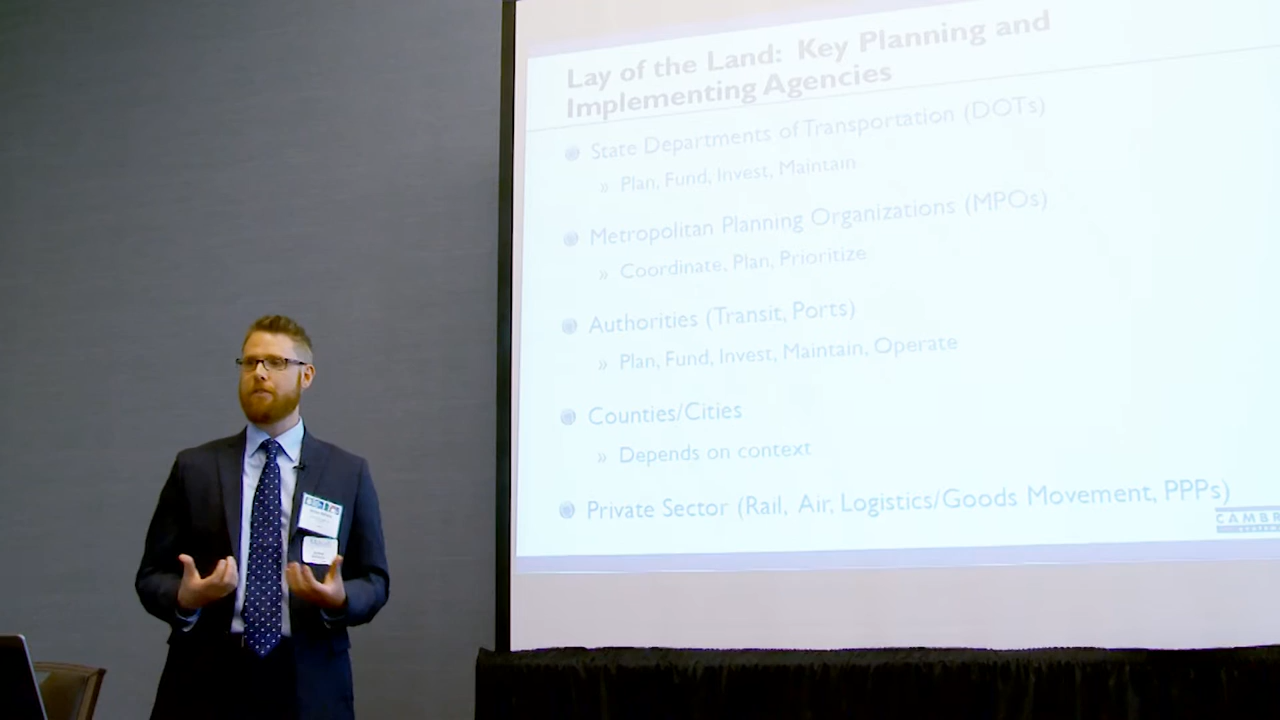 Lay of the Land: Key Planning and
Implementing Agencies
State Departments of Transportation (DOTs)
» Plan, Fund, Invest, Maintain
Metropolitan Planning Organizations (MPOs)
» Coordinate, Plan, Prioritize
Authorities (Transit, Ports)
» Plan, Fund, Invest, Maintain, Operate
Counties/Cities
» Depends on context
Private Sector (Rail, Air, Logistics/Goods Movement, PPPs)
CAMBR